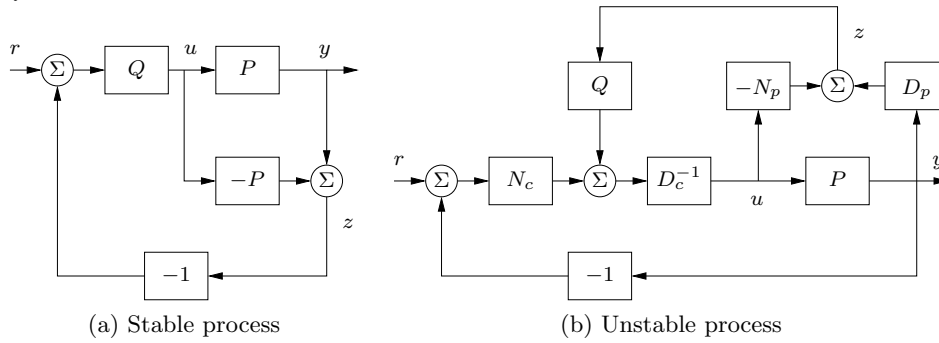 r
Σ
Q
u
P
y
−P
Σ
z
−1
(a) Stable process
z
Q
−N_p
Σ
D_p
r
Σ
N_c
Σ
D_c^{-1}
u
P
y
−1
(b) Unstable process